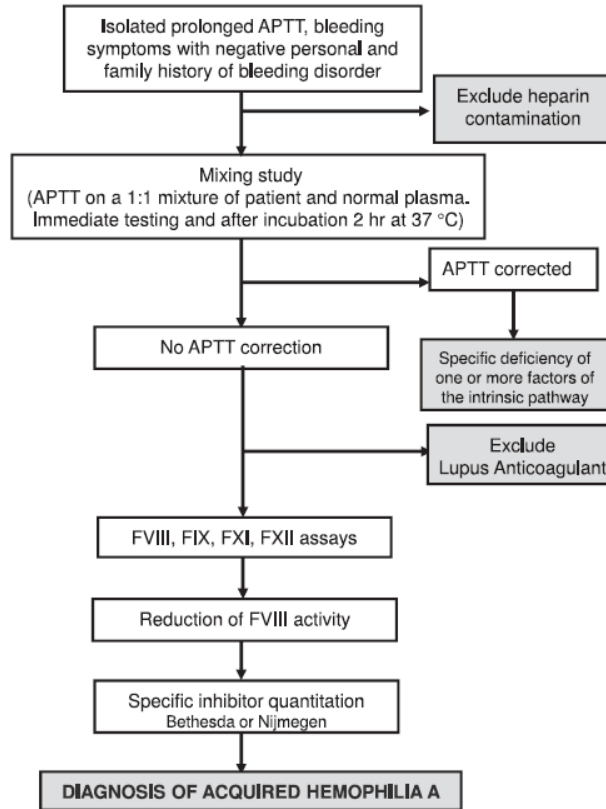 Isolated prolonged APTT, bleeding
symptoms with negative personal and
family history of bleeding disorder
Exclude heparin
contamination
Mixing study
(APTT on a 1:1 mixture of patient and normal plasma.
Immediate testing and after incubation 2 hr at 37 °C)
APTT corrected
No APTT correction
Specific deficiency of
one or more factors of
the intrinsic pathway
Exclude
Lupus Anticoagulant
FVIII, FIX, FXI, FXII assays
Reduction of FVIII activity
Specific inhibitor quantitation
Bethesda or Nijmegen
DIAGNOSIS OF ACQUIRED HEMOPHILIA A